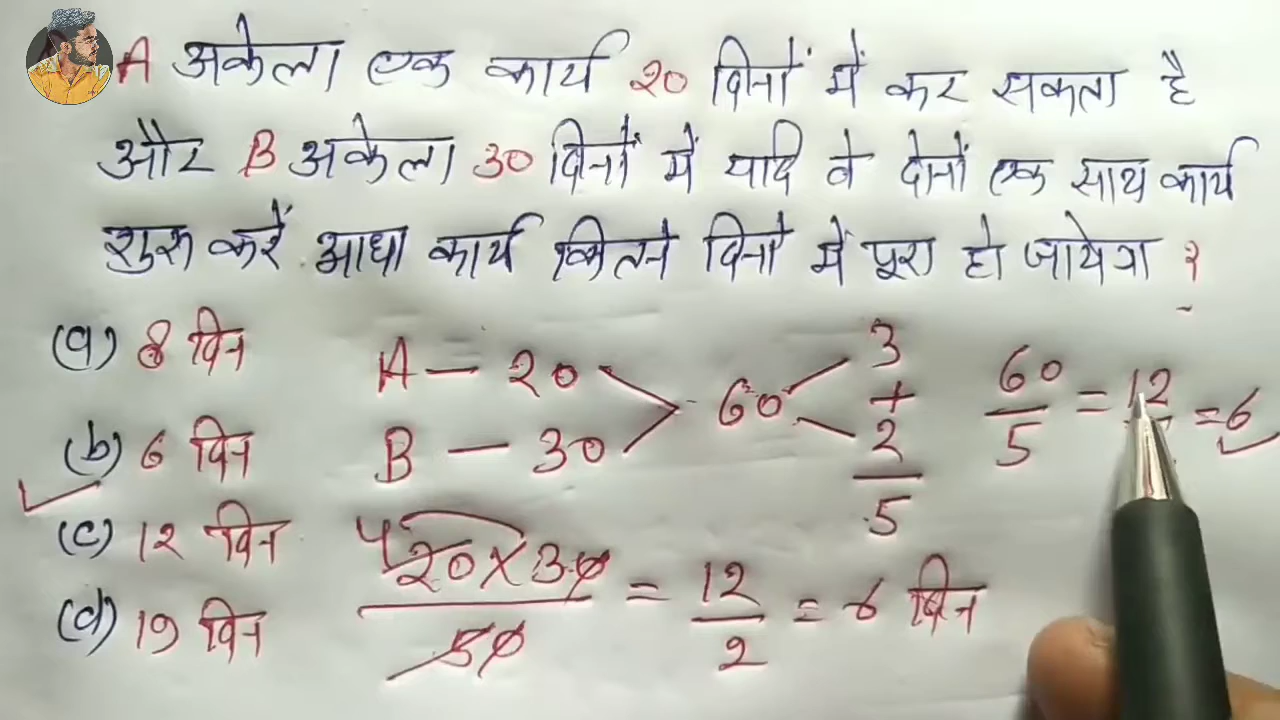 A अकेला एक कार्य 20 दिनों में कर सकता है
और B अकेला 30 दिनों में यदि वे दोनों एक साथ कार्य
शुरू करें आधा कार्य कितने दिनों में पूरा हो जायेगा ?
(a) 8 दिन
(b) 6 दिन
(c) 12 दिन
(d) 19 दिन
A — 20
B — 30
60
3
+
2
5
60/5 = 12 = 6
4
20 × 30 / 50 = 12/2 = 6 दिन